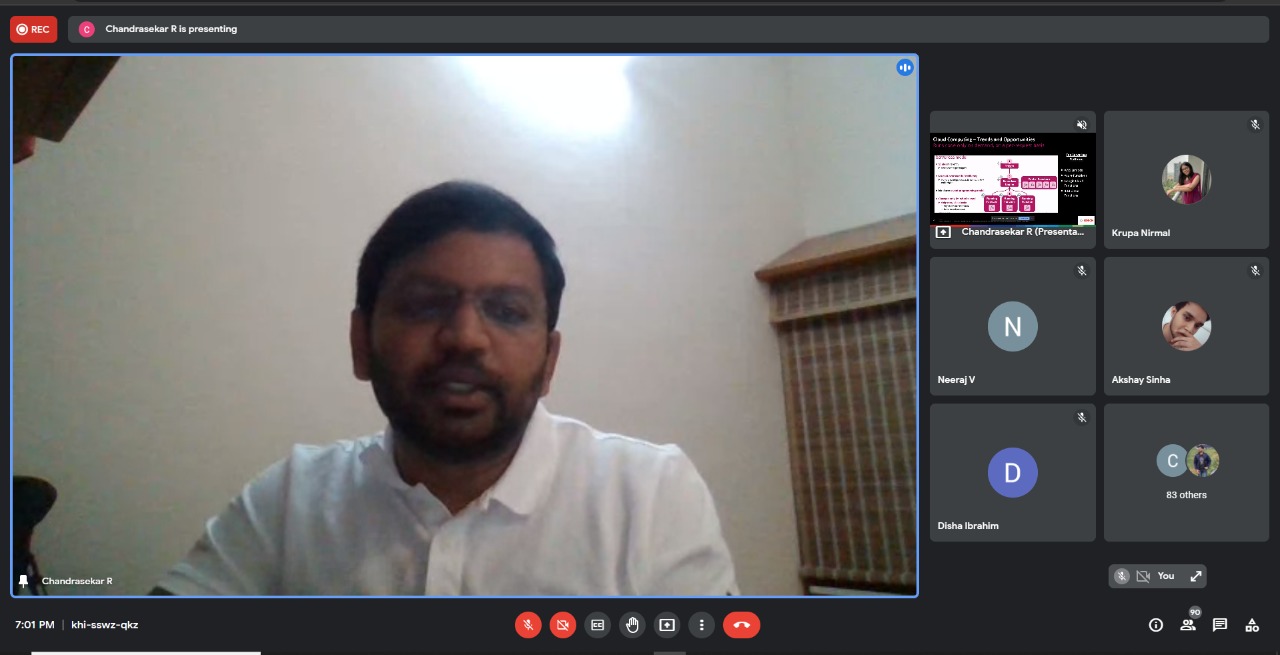 REC
C
Chandrasekar R is presenting
Cloud Computing – Trends and Opportunities
Chandrasekar R (Presenta...
Krupa Nirmal
N
Neeraj V
Akshay Sinha
D
Disha Ibrahim
C
83 others
Chandrasekar R
You
7:01 PM | khi-sswz-qkz
90